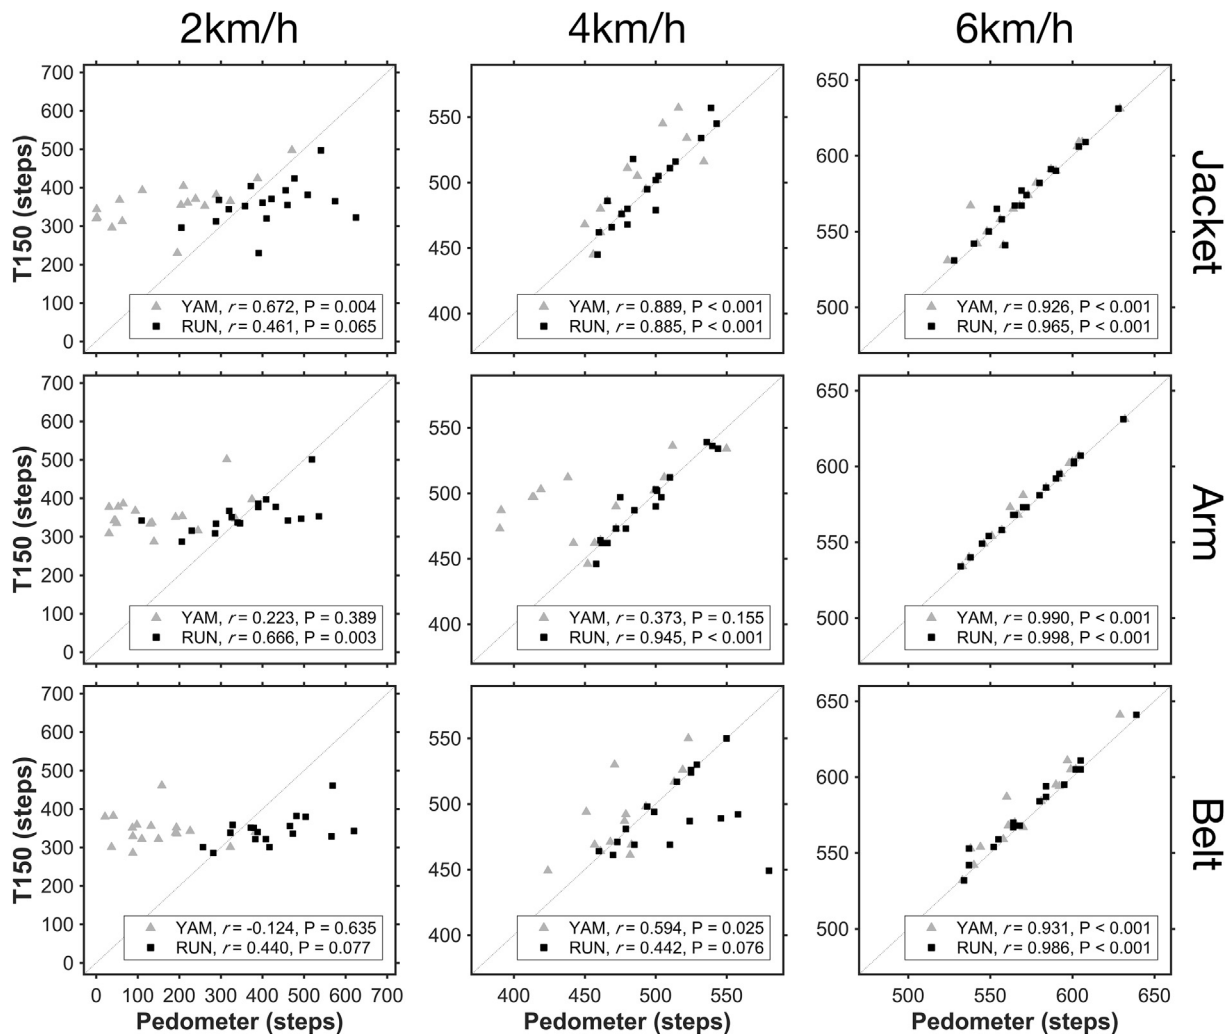 2km/h 4km/h 6km/h
700 600 500 400 300 200 100 0
T150 (steps)
YAM, r = 0.672, P = 0.004
RUN, r = 0.461, P = 0.065
550 500 450 400
YAM, r = 0.889, P < 0.001
RUN, r = 0.885, P < 0.001
650 600 550 500
YAM, r = 0.926, P < 0.001
RUN, r = 0.965, P < 0.001
Jacket
700 600 500 400 300 200 100 0
T150 (steps)
YAM, r = 0.223, P = 0.389
RUN, r = 0.666, P = 0.003
550 500 450 400
YAM, r = 0.373, P = 0.155
RUN, r = 0.945, P < 0.001
650 600 550 500
YAM, r = 0.990, P < 0.001
RUN, r = 0.998, P < 0.001
Arm
700 600 500 400 300 200 100 0
T150 (steps)
YAM, r = -0.124, P = 0.635
RUN, r = 0.440, P = 0.077
550 500 450 400
YAM, r = 0.594, P = 0.025
RUN, r = 0.442, P = 0.076
650 600 550 500
YAM, r = 0.931, P < 0.001
RUN, r = 0.986, P < 0.001
Belt
0 100 200 300 400 500 600 700
400 450 500 550
500 550 600 650
Pedometer (steps) Pedometer (steps) Pedometer (steps)